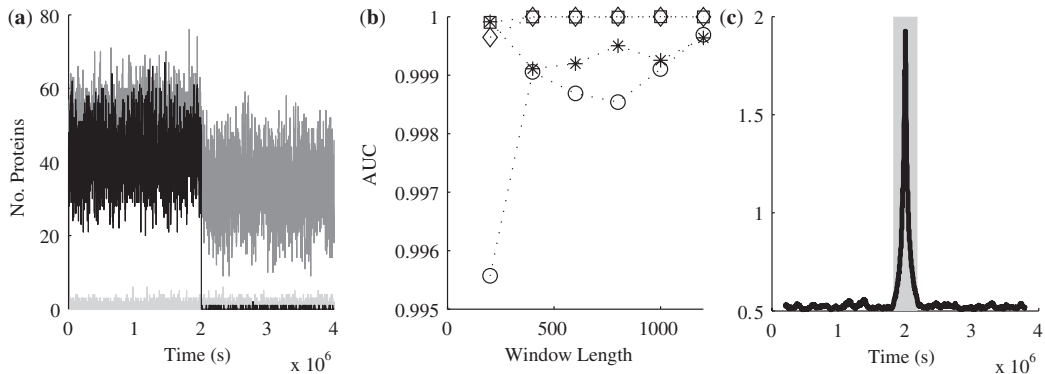 (a)
80
60
40
20
0
No. Proteins
0 1 2 3 4
Time (s)
x 10^6
(b)
1
0.999
0.998
0.997
0.996
0.995
AUC
0 500 1000
Window Length
(c)
2
1.5
1
0.5
0 1 2 3 4
Time (s)
x 10^6